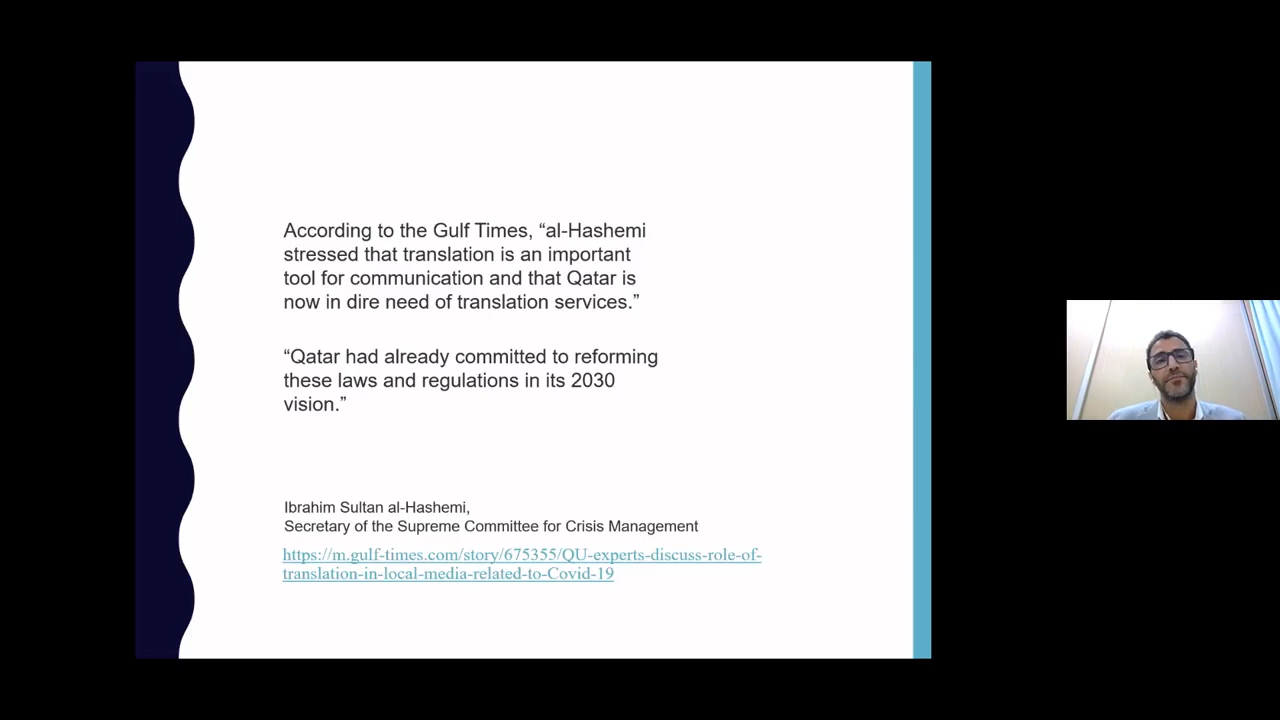 According to the Gulf Times, “al-Hashemi
stressed that translation is an important
tool for communication and that Qatar is
now in dire need of translation services.”
“Qatar had already committed to reforming
these laws and regulations in its 2030
vision.”
Ibrahim Sultan al-Hashemi,
Secretary of the Supreme Committee for Crisis Management
https://m.gulf-times.com/story/675355/QU-experts-discuss-role-of-
translation-in-local-media-related-to-Covid-19